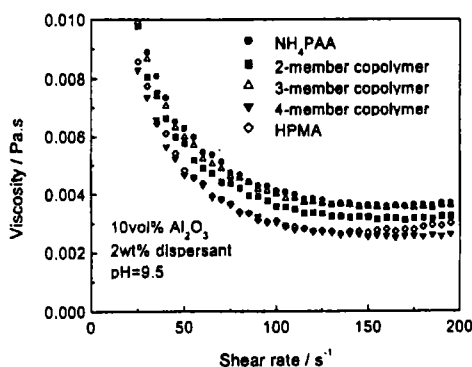 0.010
0.008
0.006
0.004
0.002
0.000
Viscosity / Pa.s
NH₄PAA
2-member copolymer
3-member copolymer
4-member copolymer
HPMA
10vol% Al₂O₃
2wt% dispersant
pH=9.5
0 50 100 150 200
Shear rate / s⁻¹